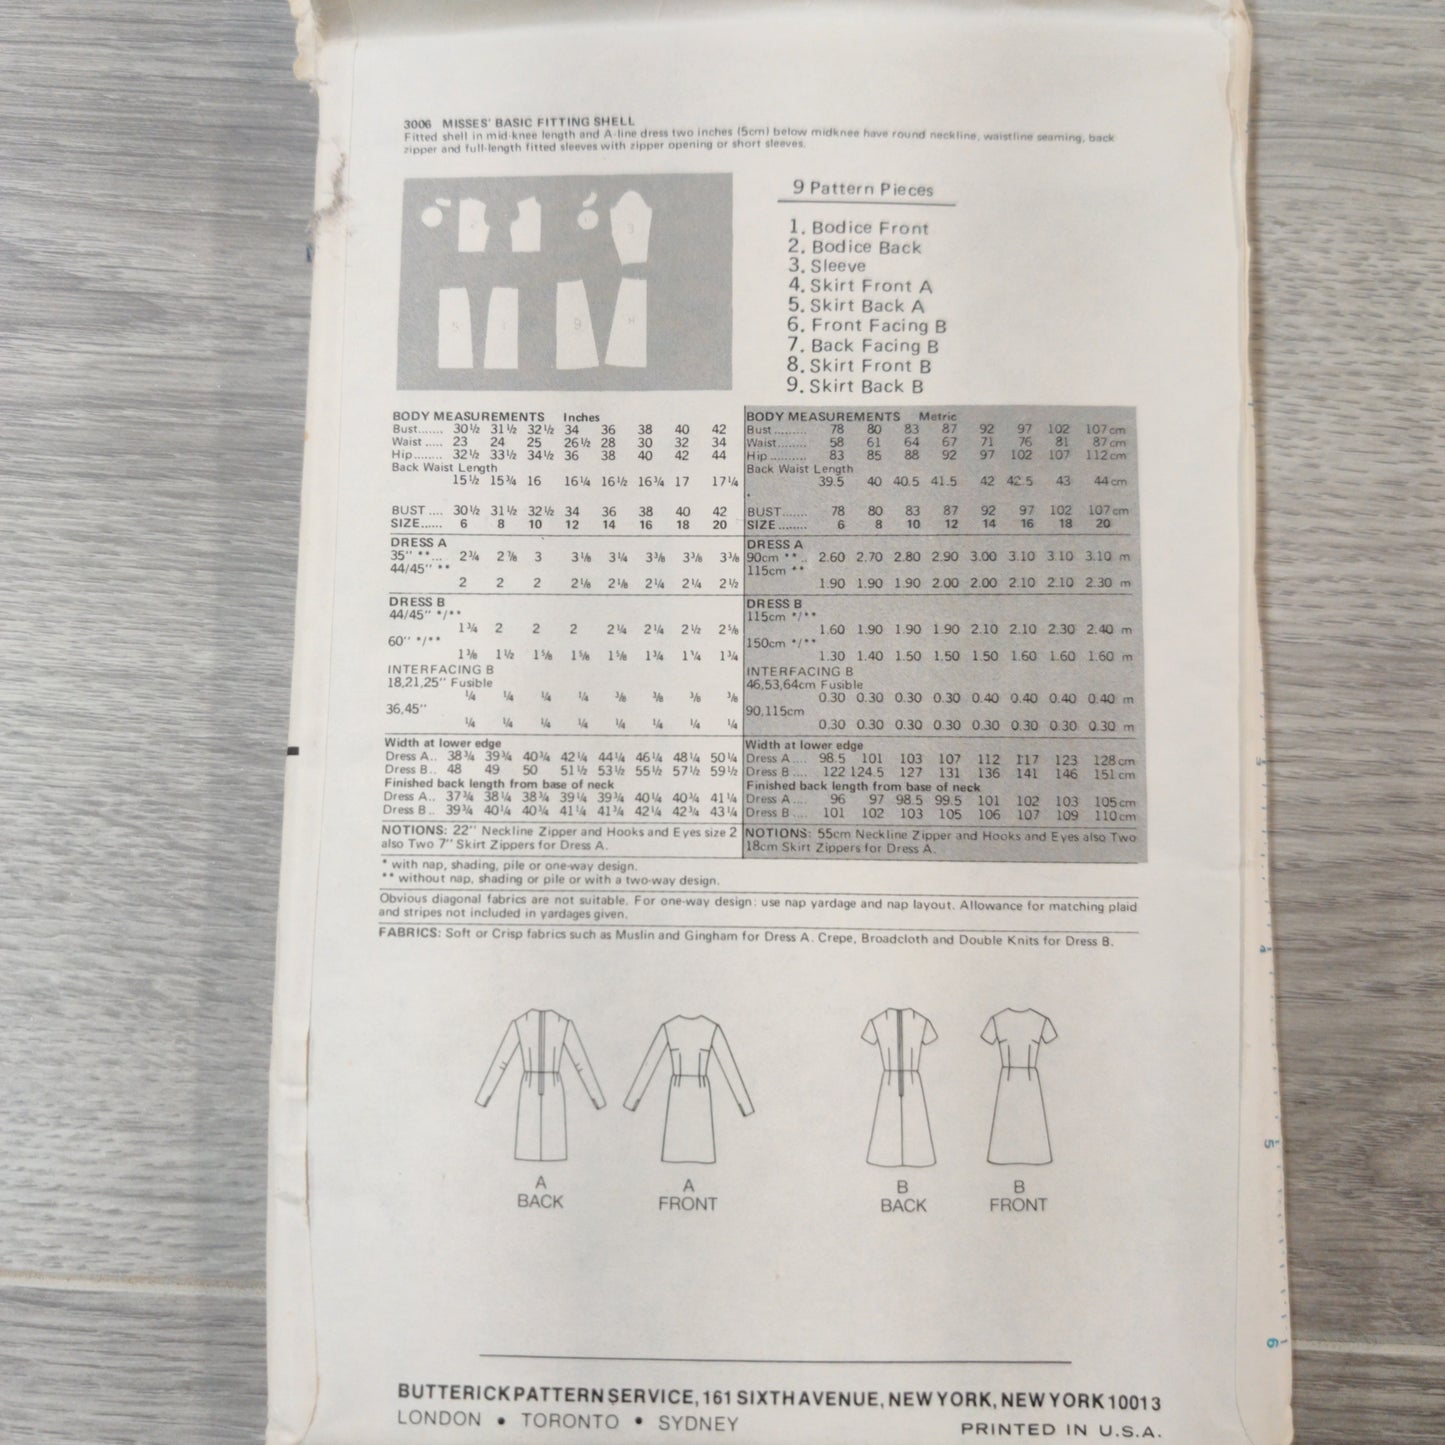 3006 MISSES' BASIC FITTING SHELL
Fitted shell in mid-knee length and A-line dress two inches (5cm) below midknee have round neckline, waistline seaming, back
zipper and full-length fitted sleeves with zipper opening or short sleeves.
9 Pattern Pieces
1. Bodice Front
2. Bodice Back
3. Sleeve
4. Skirt Front A
5. Skirt Back A
6. Front Facing B
7. Back Facing B
8. Skirt Front B
9. Skirt Back B
BODY MEASUREMENTS Inches
Bust....... 30½ 31½ 32½ 34 36 38 40 42
Waist ..... 23 24 25 26½ 28 30 32 34
Hip........ 32½ 33½ 34½ 36 38 40 42 44
Back Waist Length
15½ 15¾ 16 16¼ 16½ 16¾ 17 17¼
BUST .... 30½ 31½ 32½ 34 36 38 40 42
SIZE...... 6 8 10 12 14 16 18 20
DRESS A
35" **... 2¾ 2⅞ 3 3⅛ 3¼ 3⅜ 3⅜ 3⅜
44/45" **
2 2 2 2⅛ 2⅛ 2¼ 2¼ 2½
DRESS B
44/45" */**
1¾ 2 2 2 2¼ 2¼ 2½ 2⅝
60" */**
1⅜ 1½ 1⅝ 1⅝ 1⅝ 1¾ 1¾ 1¾
INTERFACING B
18,21,25" Fusible
¼ ¼ ¼ ¼ ⅜ ⅜ ⅜ ⅜
36,45"
¼ ¼ ¼ ¼ ¼ ¼ ¼ ¼
Width at lower edge
Dress A.. 38¾ 39¾ 40¾ 42¼ 44¼ 46¼ 48¼ 50¼
Dress B.. 48 49 50 51½ 53½ 55½ 57½ 59½
Finished back length from base of neck
Dress A.. 37¾ 38¼ 38¾ 39¼ 39¾ 40¼ 40¾ 41¼
Dress B.. 39¾ 40¼ 40¾ 41¼ 41¾ 42¼ 42¾ 43¼
NOTIONS: 22" Neckline Zipper and Hooks and Eyes size 2
also Two 7" Skirt Zippers for Dress A.
BODY MEASUREMENTS Metric
Bust......... 78 80 83 87 92 97 102 107 cm
Waist........ 58 61 64 67 71 76 81 87 cm
Hip .......... 83 85 88 92 97 102 107 112 cm
Back Waist Length
39.5 40 40.5 41.5 42 42.5 43 44 cm
BUST....... 78 80 83 87 92 97 102 107 cm
SIZE........ 6 8 10 12 14 16 18 20
DRESS A
90cm ** .. 2.60 2.70 2.80 2.90 3.00 3.10 3.10 3.10 m
115cm **
1.90 1.90 1.90 2.00 2.00 2.10 2.10 2.30 m
DRESS B
115cm */**
1.60 1.90 1.90 1.90 2.10 2.10 2.30 2.40 m
150cm */**
1.30 1.40 1.50 1.50 1.50 1.60 1.60 1.60 m
INTERFACING B
46,53,64cm Fusible
0.30 0.30 0.30 0.30 0.40 0.40 0.40 0.40 m
90,115cm
0.30 0.30 0.30 0.30 0.30 0.30 0.30 0.30 m
Width at lower edge
Dress A .... 98.5 101 103 107 112 117 123 128 cm
Dress B .... 122 124.5 127 131 136 141 146 151 cm
Finished back length from base of neck
Dress A .... 96 97 98.5 99.5 101 102 103 105 cm
Dress B .... 101 102 103 105 106 107 109 110 cm
NOTIONS: 55cm Neckline Zipper and Hooks and Eyes also Two
18cm Skirt Zippers for Dress A.
* with nap, shading, pile or one-way design.
** without nap, shading or pile or with a two-way design.
Obvious diagonal fabrics are not suitable. For one-way design: use nap yardage and nap layout. Allowance for matching plaid
and stripes not included in yardages given.
FABRICS: Soft or Crisp fabrics such as Muslin and Gingham for Dress A. Crepe, Broadcloth and Double Knits for Dress B.
A
BACK
A
FRONT
B
BACK
B
FRONT
5
6
BUTTERICK PATTERN SERVICE, 161 SIXTH AVENUE, NEW YORK, NEW YORK 10013
LONDON • TORONTO • SYDNEY
PRINTED IN U.S.A.